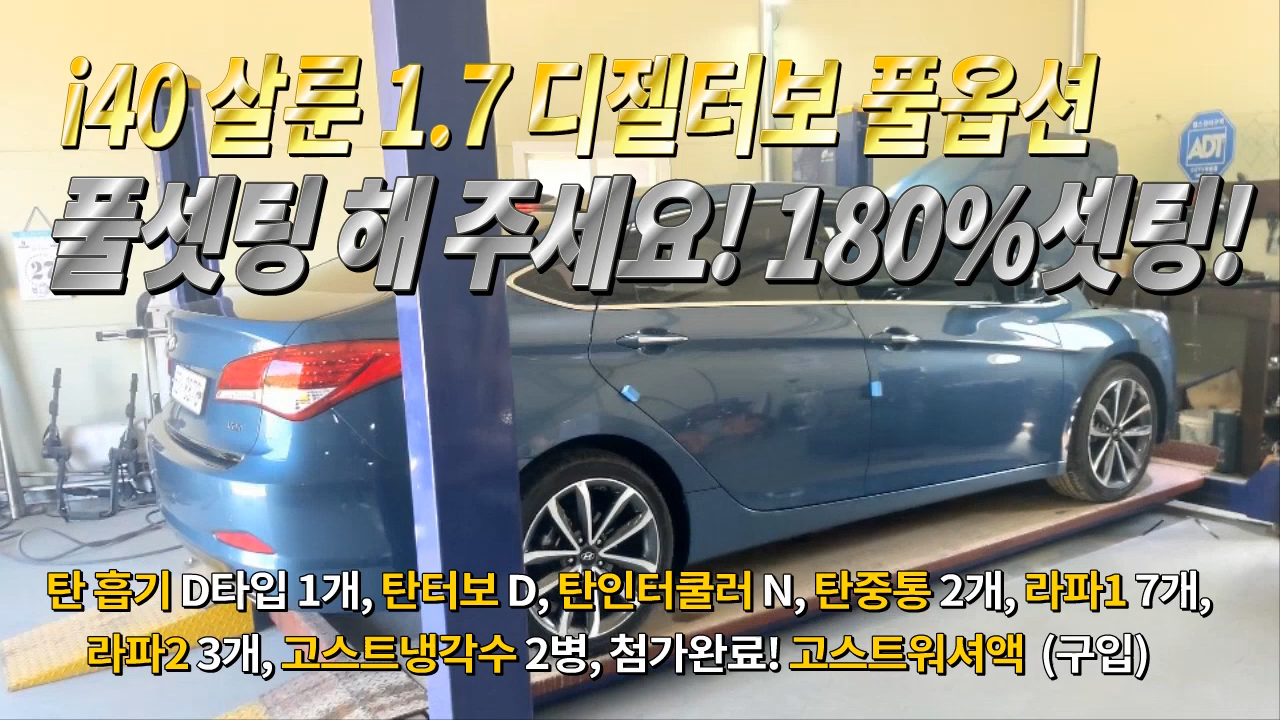 i40 살룬 1.7 디젤터보 풀옵션
풀셋팅 해 주세요! 180%셋팅!
ADT
탄 흡기 D타입 1개, 탄터보 D, 탄인터쿨러 N, 탄중통 2개, 라파1 7개,
라파2 3개, 고스트냉각수 2병, 첨가완료! 고스트워셔액 (구입)